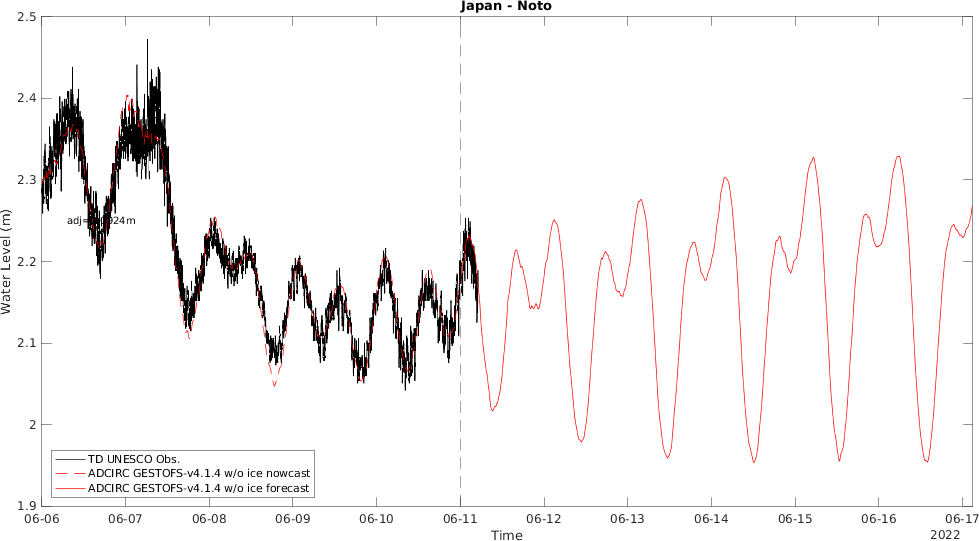 Japan - Noto
2.5
2.4
2.3
2.2
2.1
2
1.9
Water Level (m)
TD UNESCO Obs.
ADCIRC GESTOFS-v4.1.4 w/o ice nowcast
ADCIRC GESTOFS-v4.1.4 w/o ice forecast
06-06 06-07 06-08 06-09 06-10 06-11 06-12 06-13 06-14 06-15 06-16 06-17
Time
2022